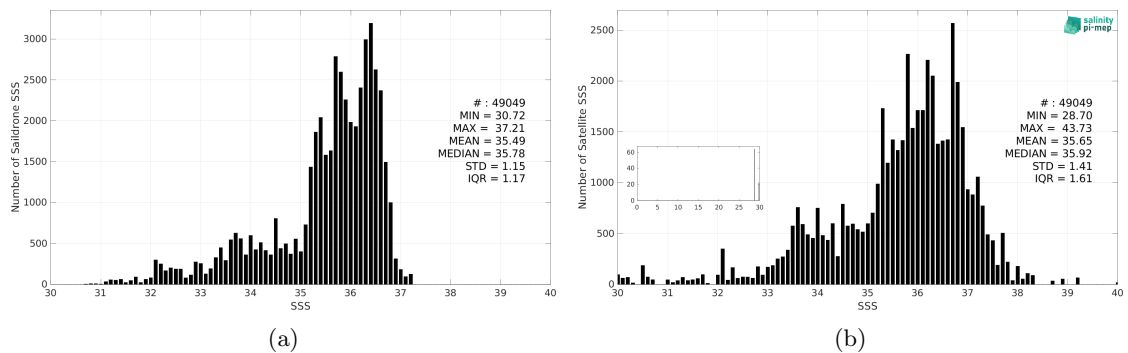 3000
2500
2000
1500
1000
500
0
Number of Saildrone SSS
# : 49049
MIN = 30.72
MAX = 37.21
MEAN = 35.49
MEDIAN = 35.78
STD = 1.15
IQR = 1.17
30 31 32 33 34 35 36 37 38 39 40
SSS
(a)
salinity
pi-mep
2500
2000
1500
1000
500
0
Number of Satellite SSS
# : 49049
MIN = 28.70
MAX = 43.73
MEAN = 35.65
MEDIAN = 35.92
STD = 1.41
IQR = 1.61
60
40
20
0
0 5 10 15 20 25 30
30 31 32 33 34 35 36 37 38 39 40
SSS
(b)